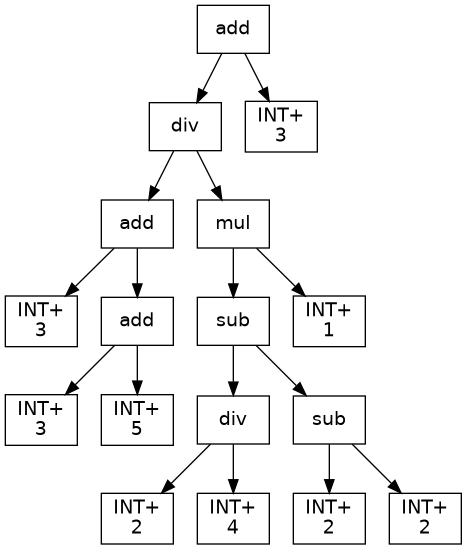 add
div
INT+
3
add
mul
INT+
3
add
sub
INT+
1
INT+
3
INT+
5
div
sub
INT+
2
INT+
4
INT+
2
INT+
2